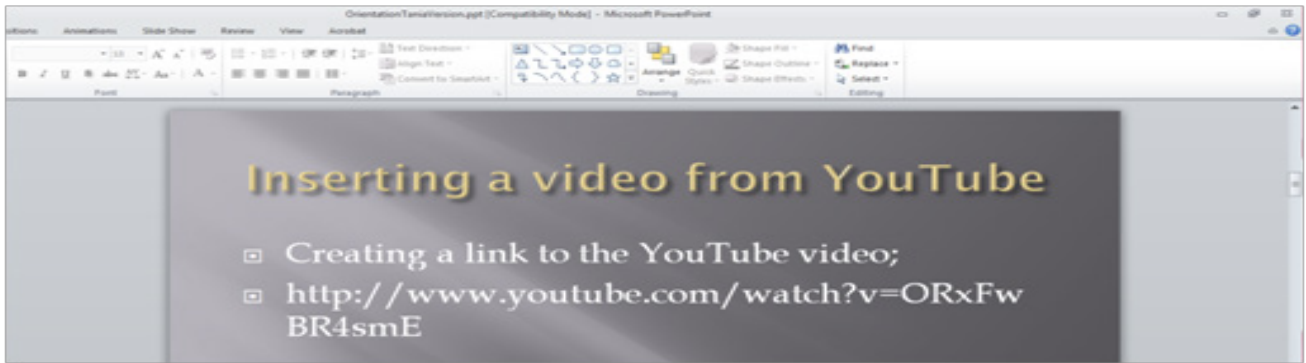 OrientationTaniaVersion.ppt [Compatibility Mode] - Microsoft PowerPoint
Animations Slide Show Review View Acrobat
Text Direction Shape Fill Find
Align Text Shape Outline Replace
Convert to SmartArt Arrange Quick Styles Shape Effects Select
Font Paragraph Drawing Editing
Inserting a video from YouTube
Creating a link to the YouTube video;
http://www.youtube.com/watch?v=ORxFw
BR4smE